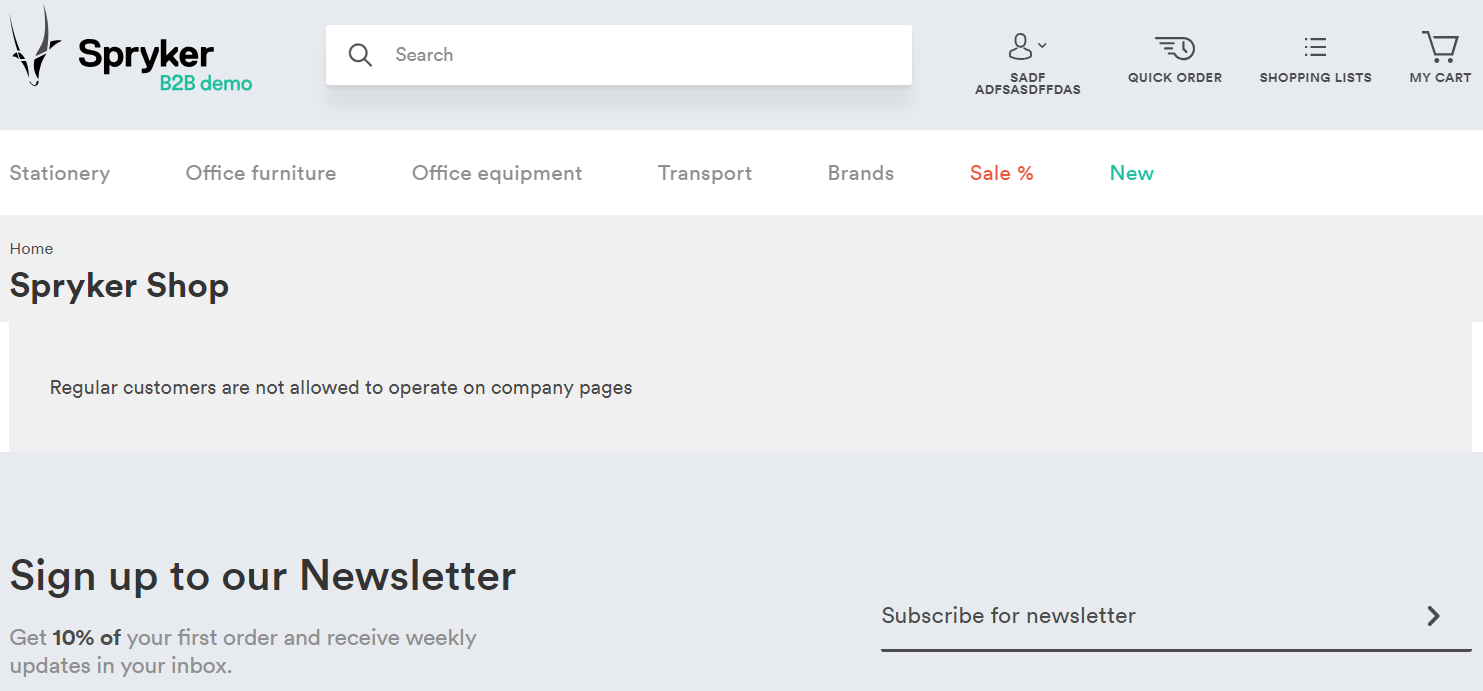 Spryker
B2B demo
Search
SADF
ADFSASDFFDAS
QUICK ORDER
SHOPPING LISTS
MY CART
Stationery
Office furniture
Office equipment
Transport
Brands
Sale %
New
Home
Spryker Shop
Regular customers are not allowed to operate on company pages
Sign up to our Newsletter
Get 10% of your first order and receive weekly
updates in your inbox.
Subscribe for newsletter